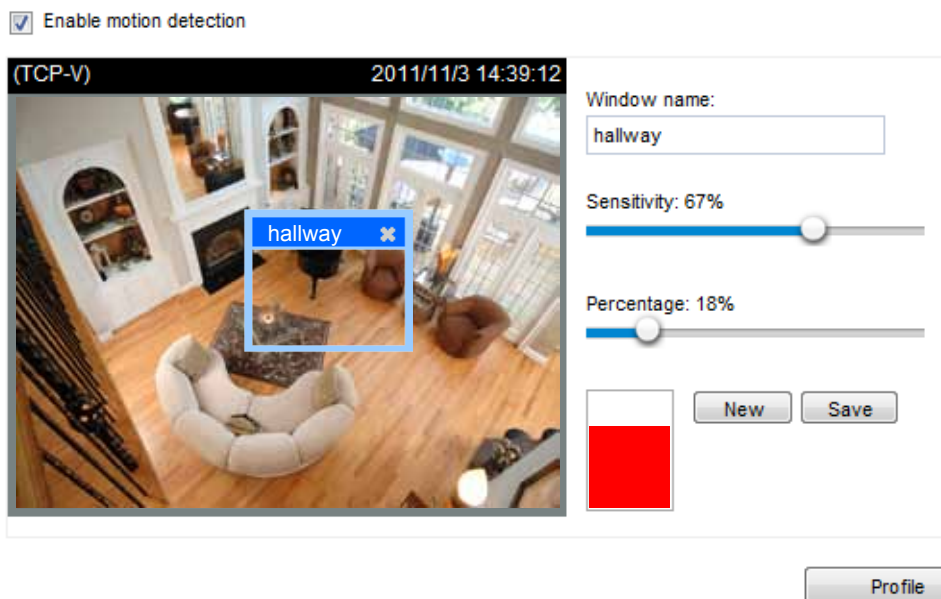 Enable motion detection
(TCP-V) 2011/11/3 14:39:12
Window name:
hallway
hallway
Sensitivity: 67%
Percentage: 18%
New Save
Profile